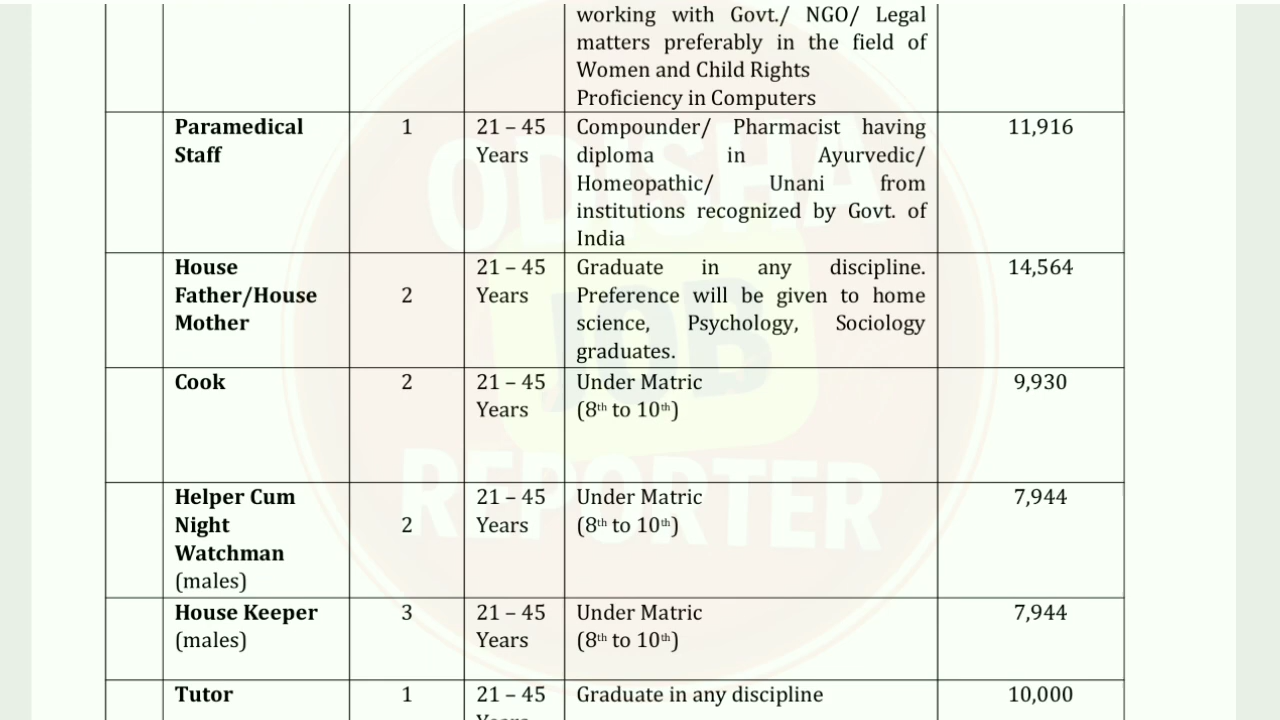 working with Govt./ NGO/ Legal
matters preferably in the field of
Women and Child Rights
Proficiency in Computers
Paramedical
Staff
1
21 – 45
Years
Compounder/ Pharmacist having
diploma in Ayurvedic/
Homeopathic/ Unani from
institutions recognized by Govt. of
India
11,916
House
Father/House
Mother
2
21 – 45
Years
Graduate in any discipline.
Preference will be given to home
science, Psychology, Sociology
graduates.
14,564
Cook
2
21 – 45
Years
Under Matric
(8th to 10th)
9,930
Helper Cum
Night
Watchman
(males)
2
21 – 45
Years
Under Matric
(8th to 10th)
7,944
House Keeper
(males)
3
21 – 45
Years
Under Matric
(8th to 10th)
7,944
Tutor
1
21 – 45
Years
Graduate in any discipline
10,000
ODISHA
JOB
REPORTER